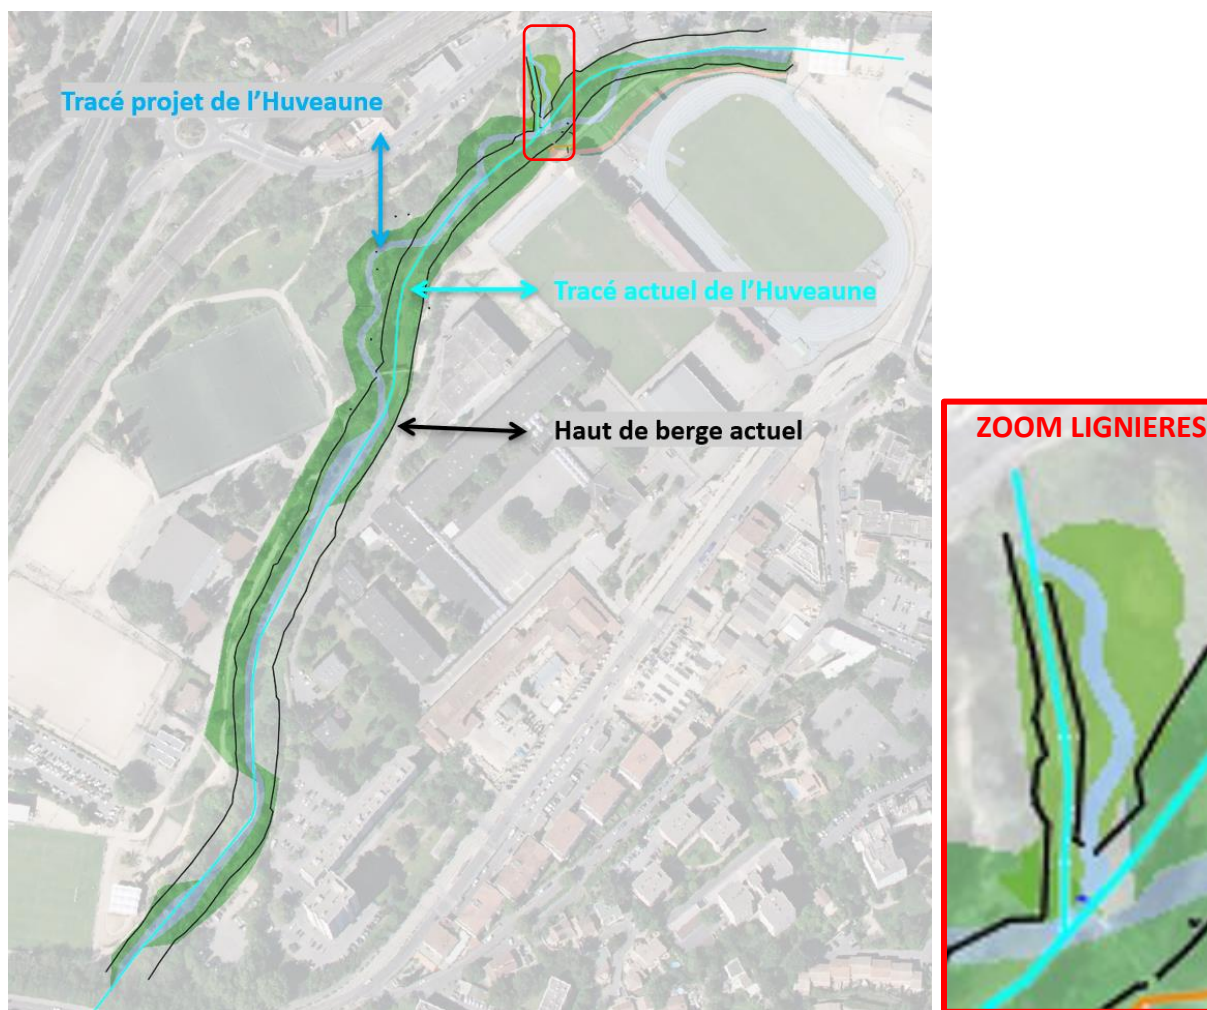 Tracé projet de l'Huveaune
Tracé actuel de l'Huveaune
Haut de berge actuel
ZOOM LIGNIERES